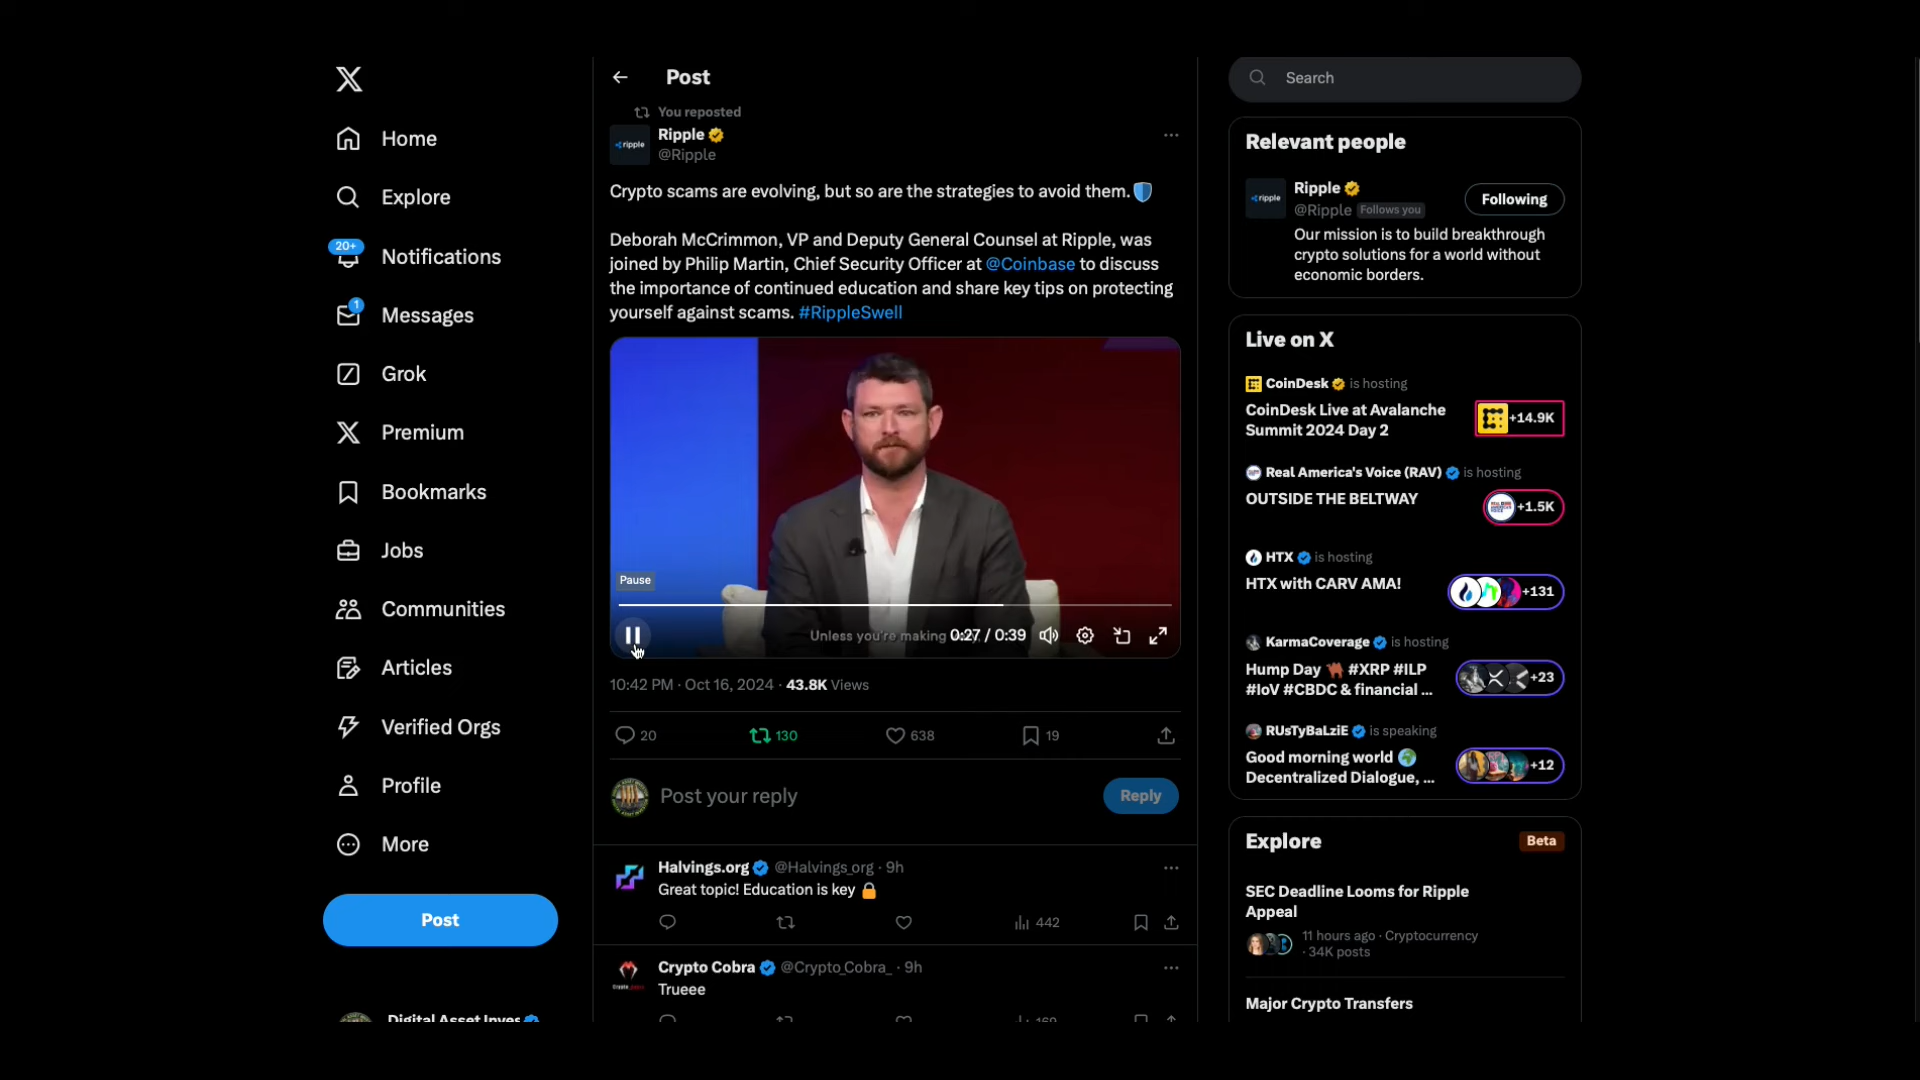 Home
Explore
20+
Notifications
1
Messages
Grok
Premium
Bookmarks
Jobs
Communities
Articles
Verified Orgs
Profile
More
Post
Post
You reposted
ripple
Ripple
@Ripple
Crypto scams are evolving, but so are the strategies to avoid them.
Deborah McCrimmon, VP and Deputy General Counsel at Ripple, was
joined by Philip Martin, Chief Security Officer at @Coinbase to discuss
the importance of continued education and share key tips on protecting
yourself against scams. #RippleSwell
Pause
Unless you're making
0:27 / 0:39
10:42 PM · Oct 16, 2024 · 43.8K Views
20
130
638
19
Post your reply
Reply
Halvings.org @Halvings_org · 9h
Great topic! Education is key
442
Crypto Cobra @Crypto_Cobra_ · 9h
Trueee
Search
Relevant people
ripple
Ripple
@Ripple Follows you
Following
Our mission is to build breakthrough
crypto solutions for a world without
economic borders.
Live on X
CoinDesk is hosting
CoinDesk Live at Avalanche
Summit 2024 Day 2
+14.9K
Real America's Voice (RAV) is hosting
OUTSIDE THE BELTWAY
+1.5K
HTX is hosting
HTX with CARV AMA!
+131
KarmaCoverage is hosting
Hump Day #XRP #ILP
#IoV #CBDC & financial ...
+23
RUsTyBaLziE is speaking
Good morning world
Decentralized Dialogue, ...
+12
Explore
Beta
SEC Deadline Looms for Ripple
Appeal
11 hours ago · Cryptocurrency
· 34K posts
Major Crypto Transfers